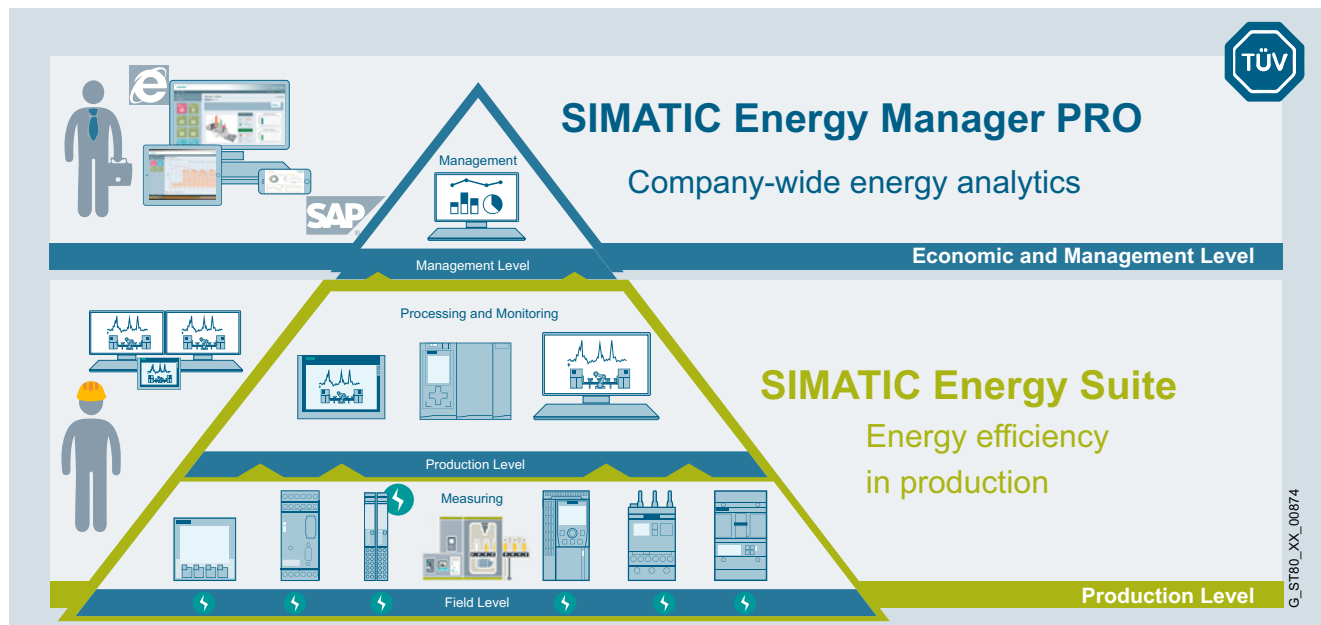 TÜV
SIMATIC Energy Manager PRO
Company-wide energy analytics
SAP
®
Management
Economic and Management Level
Management Level
Processing and Monitoring
SIMATIC Energy Suite
Energy efficiency
in production
Production Level
Measuring
Field Level
Production Level
G_ST80_XX_00874